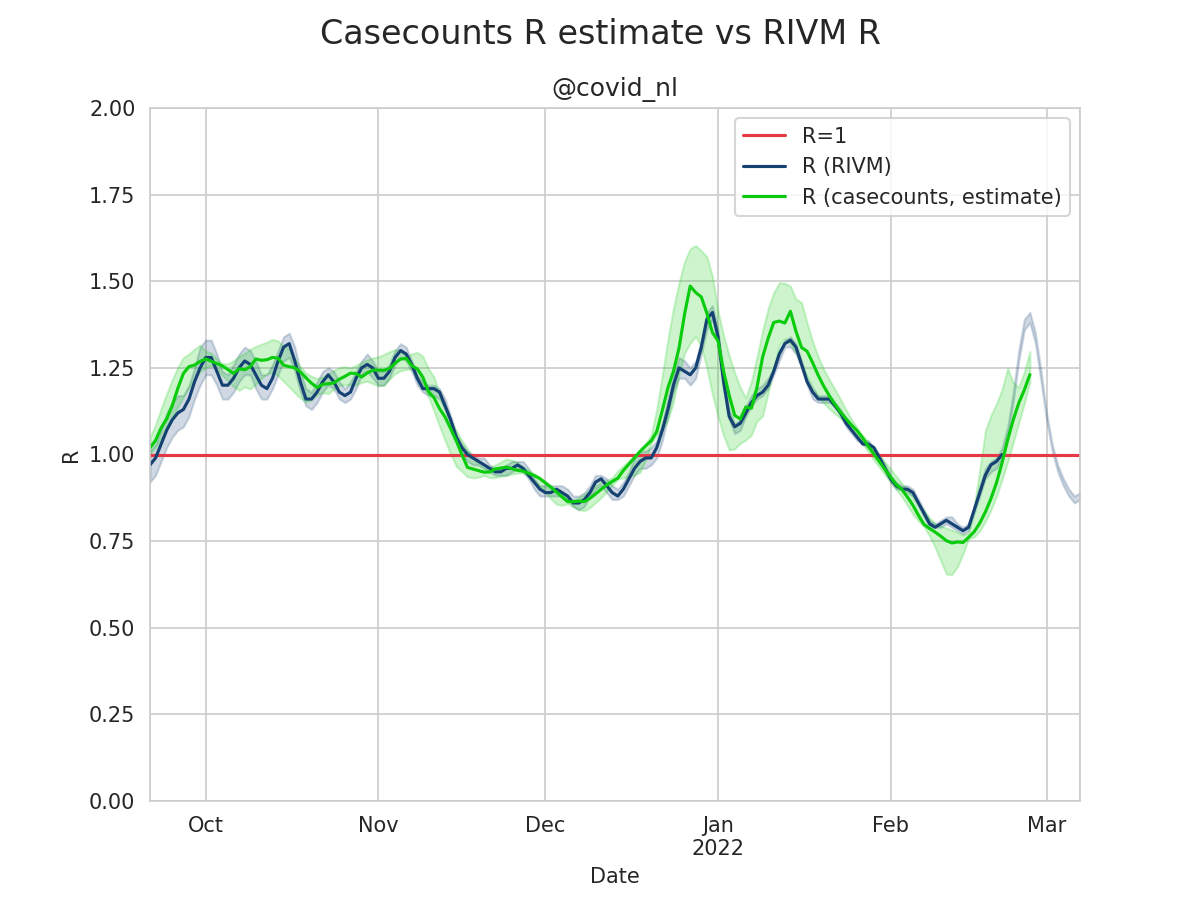 Casecounts R estimate vs RIVM R
@covid_nl
2.00
1.75
1.50
1.25
1.00
0.75
0.50
0.25
0.00
R
R=1
R (RIVM)
R (casecounts, estimate)
Oct Nov Dec Jan Feb Mar
2022
Date